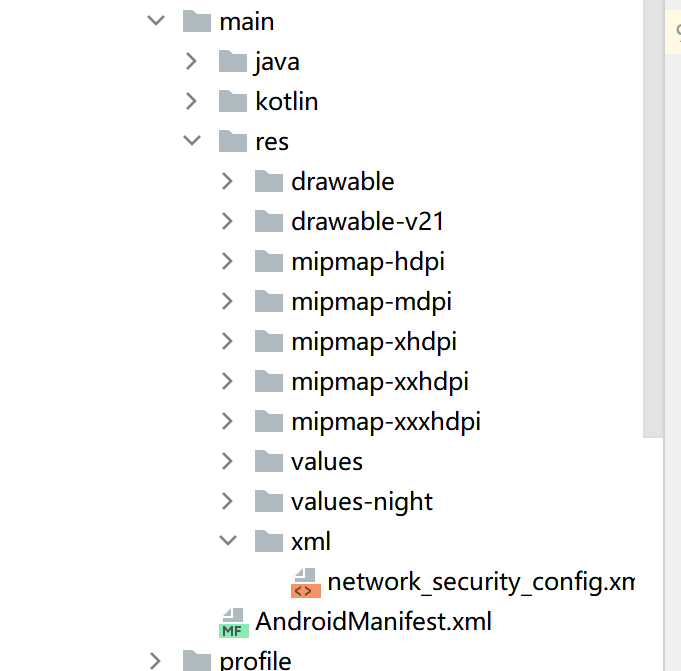 main
java
kotlin
res
drawable
drawable-v21
mipmap-hdpi
mipmap-mdpi
mipmap-xhdpi
mipmap-xxhdpi
mipmap-xxxhdpi
values
values-night
xml
<> network_security_config.xm
MF AndroidManifest.xml
profile